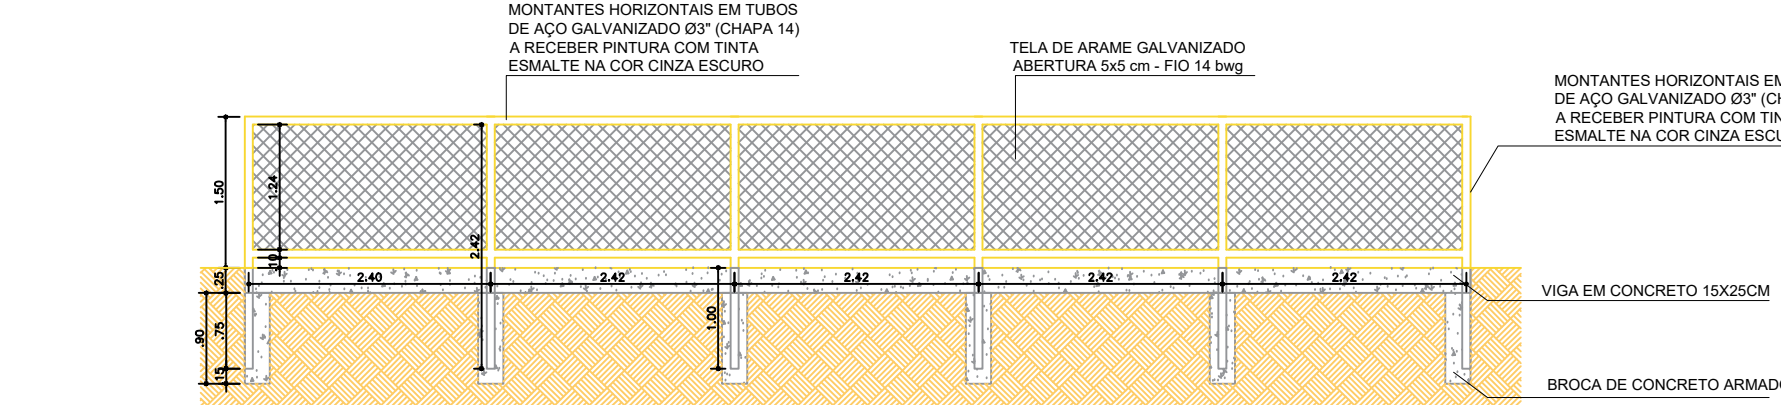 MONTANTES HORIZONTAIS EM TUBOS
DE AÇO GALVANIZADO Ø3" (CHAPA 14)
A RECEBER PINTURA COM TINTA
ESMALTE NA COR CINZA ESCURO
TELA DE ARAME GALVANIZADO
ABERTURA 5x5 cm - FIO 14 bwg
MONTANTES HORIZONTAIS EM
DE AÇO GALVANIZADO Ø3" (CH
A RECEBER PINTURA COM TIN
ESMALTE NA COR CINZA ESCU
1.50
1.24
2.42
.10
.25
2.40
2.42
2.42
2.42
2.42
VIGA EM CONCRETO 15X25CM
.90
.75
1.00
.15
BROCA DE CONCRETO ARMADO